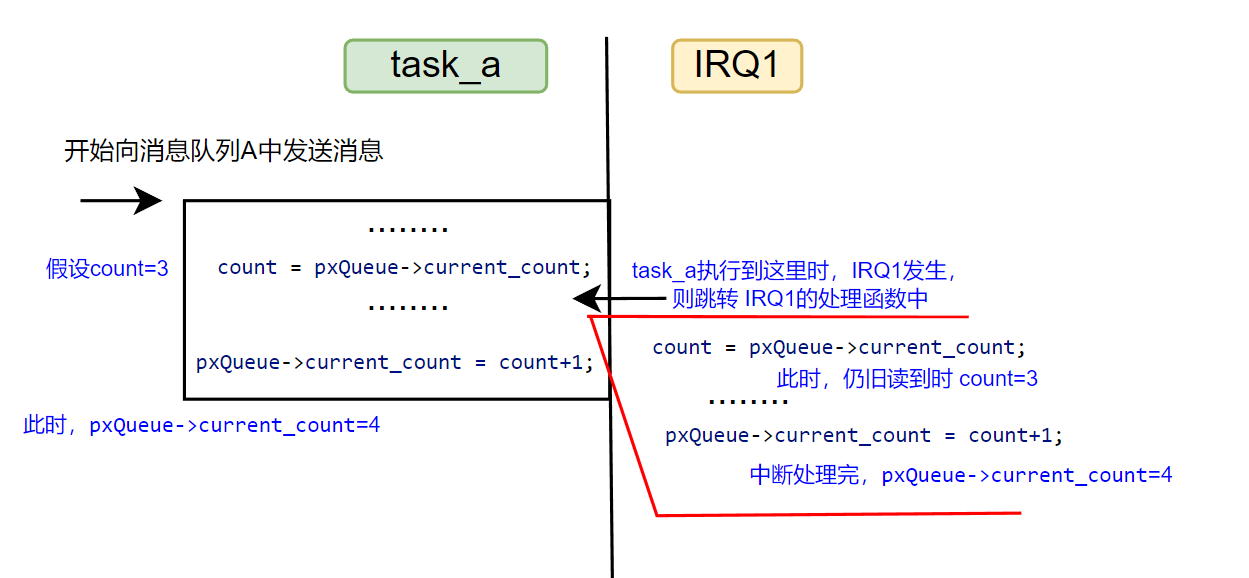 task_a
IRQ1
开始向消息队列A中发送消息
........
假设count=3
count = pxQueue->current_count;
task_a执行到这里时，IRQ1发生，
则跳转 IRQ1的处理函数中
........
count = pxQueue->current_count;
pxQueue->current_count = count+1;
此时，仍旧读到时 count=3
........
此时，pxQueue->current_count=4
pxQueue->current_count = count+1;
中断处理完，pxQueue->current_count=4